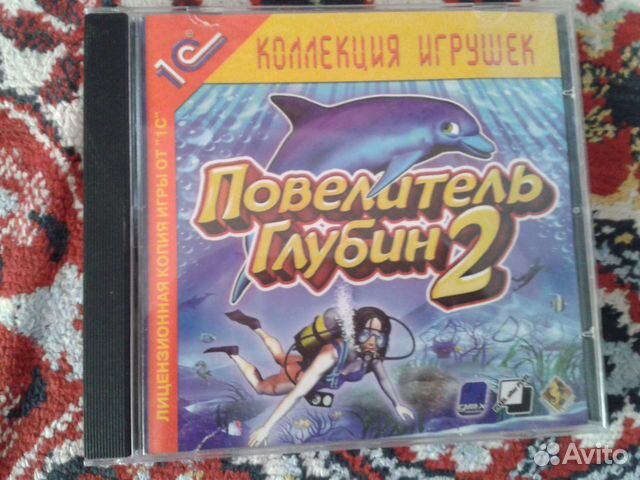 1С®
КОЛЛЕКЦИЯ ИГРУШЕК
ЛИЦЕНЗИОННАЯ КОПИЯ ИГРЫ ОТ "1С"
ПОВЕЛИТЕЛЬ
ГЛУБИН 2
Avito